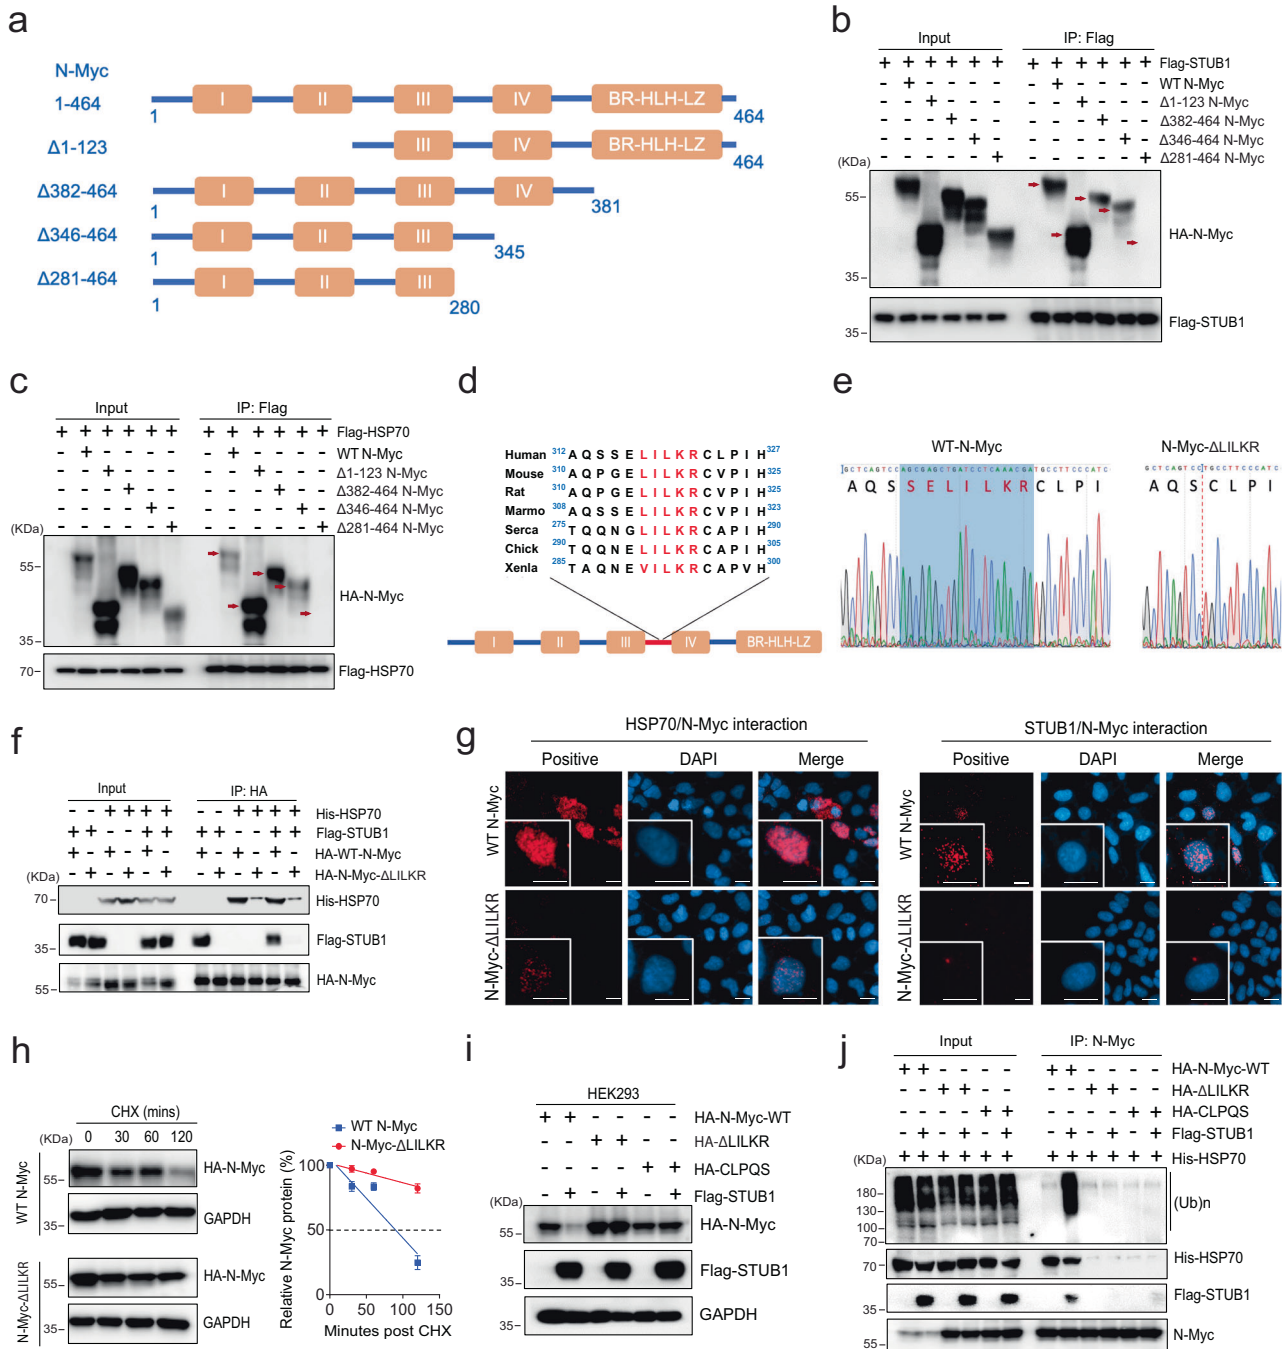 a
N-Myc
1-464
I II III IV BR-HLH-LZ
1 464
Δ1-123
III IV BR-HLH-LZ
464
Δ382-464
I II III IV
1 381
Δ346-464
I II III
1 345
Δ281-464
I II III
1 280
b
Input IP: Flag
+ + + + + + + + + + + + Flag-STUB1
- + - - - - - + - - - - WT N-Myc
- - + - - - - - + - - - Δ1-123 N-Myc
- - - + - - - - - + - - Δ382-464 N-Myc
- - - - + - - - - - + - Δ346-464 N-Myc
- - - - - + - - - - - + Δ281-464 N-Myc
(KDa)
55
HA-N-Myc
35
35
Flag-STUB1
c
Input IP: Flag
+ + + + + + + + + + + + Flag-HSP70
- + - - - - - + - - - - WT N-Myc
- - + - - - - - + - - - Δ1-123 N-Myc
- - - + - - - - - + - - Δ382-464 N-Myc
- - - - + - - - - - + - Δ346-464 N-Myc
- - - - - + - - - - - + Δ281-464 N-Myc
(KDa)
55
HA-N-Myc
35
70
Flag-HSP70
d
Human 312 A Q S S E L I L K R C L P I H 327
Mouse 310 A Q P G E L I L K R C V P I H 325
Rat 310 A Q P G E L I L K R C V P I H 325
Marmo 308 A Q S S E L I L K R C V P I H 323
Serca 275 T Q Q N G L I L K R C A P I H 290
Chick 290 T Q Q N E L I L K R C A P I H 305
Xenla 285 T Q Q N E V I L K R C A P V H 300
I II III IV BR-HLH-LZ
e
WT-N-Myc N-Myc-ΔLILKR
GCTCAGTCCAGCGAGCTGATCCTCAAACGATGCCTTCCCATC
A Q S S E L I L K R C L P I
GCTCAGTCCTGCCTTCCCATC
A Q S C L P I
f
Input IP: HA
- - + + + + - - + + + + His-HSP70
+ + - - + + + + - - + + Flag-STUB1
+ - + - + - + - + - + - HA-WT-N-Myc
- + - + - + - + - + - + HA-N-Myc-ΔLILKR
(KDa)
70
His-HSP70
35
Flag-STUB1
55
HA-N-Myc
g
HSP70/N-Myc interaction STUB1/N-Myc interaction
Positive DAPI Merge Positive DAPI Merge
WT N-Myc WT N-Myc
N-Myc-ΔLILKR N-Myc-ΔLILKR
h
CHX (mins)
(KDa) 0 30 60 120
WT N-Myc
55
HA-N-Myc
35
GAPDH
N-Myc-ΔLILKR
55
HA-N-Myc
35
GAPDH
WT N-Myc
N-Myc-ΔLILKR
Relative N-Myc protein (%)
100
50
0
0 50 100 150
Minutes post CHX
i
HEK293
+ + - - - - HA-N-Myc-WT
- - + + - - HA-ΔLILKR
- - - - + + HA-CLPQS
- + - + - + Flag-STUB1
(KDa)
55
HA-N-Myc
35
Flag-STUB1
35
GAPDH
j
Input IP: N-Myc
+ + - - - - + + - - - - HA-N-Myc-WT
- - + + - - - - + + - - HA-ΔLILKR
- - - - + + - - - - + + HA-CLPQS
- + - + - + - + - + - + Flag-STUB1
+ + + + + + + + + + + + His-HSP70
(KDa)
180
130
100
70
(Ub)n
70
His-HSP70
35
Flag-STUB1
55
N-Myc